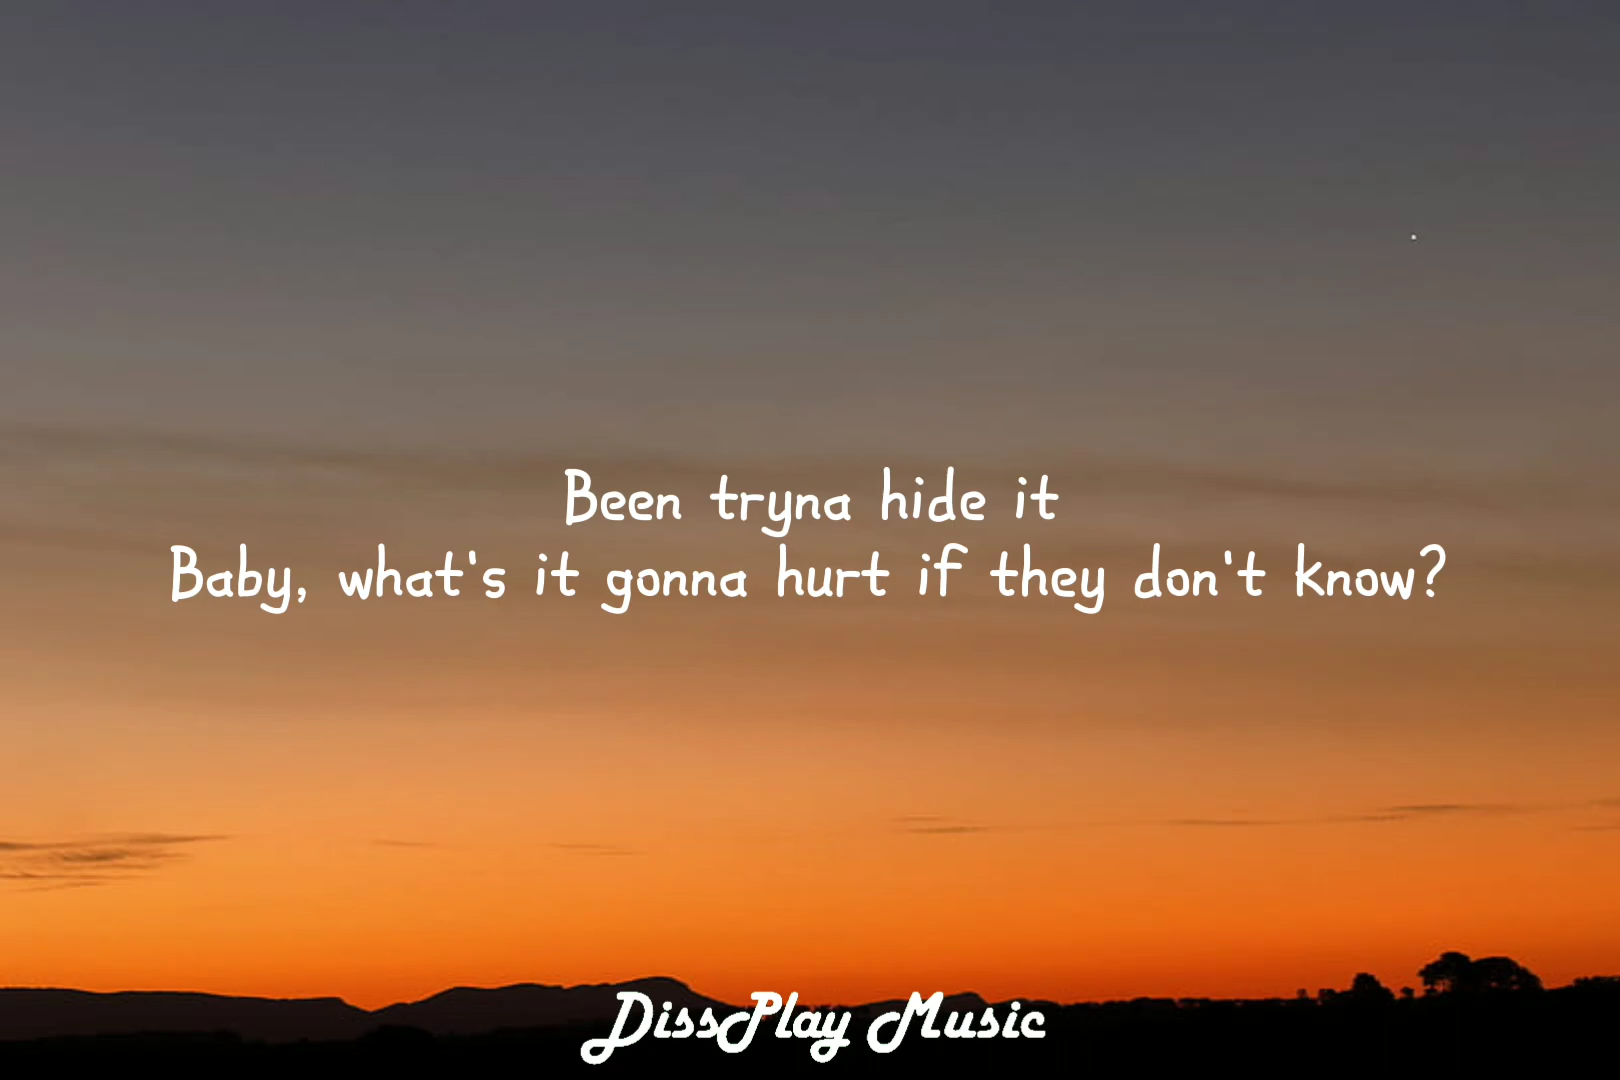 Been tryna hide it
Baby, what's it gonna hurt if they don't know?
DissPlay Music